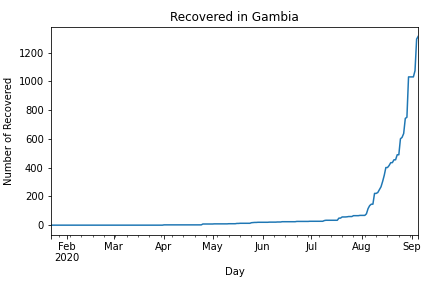 Recovered in Gambia
Number of Recovered
1200
1000
800
600
400
200
0
Feb Mar Apr May Jun Jul Aug Sep
2020
Day